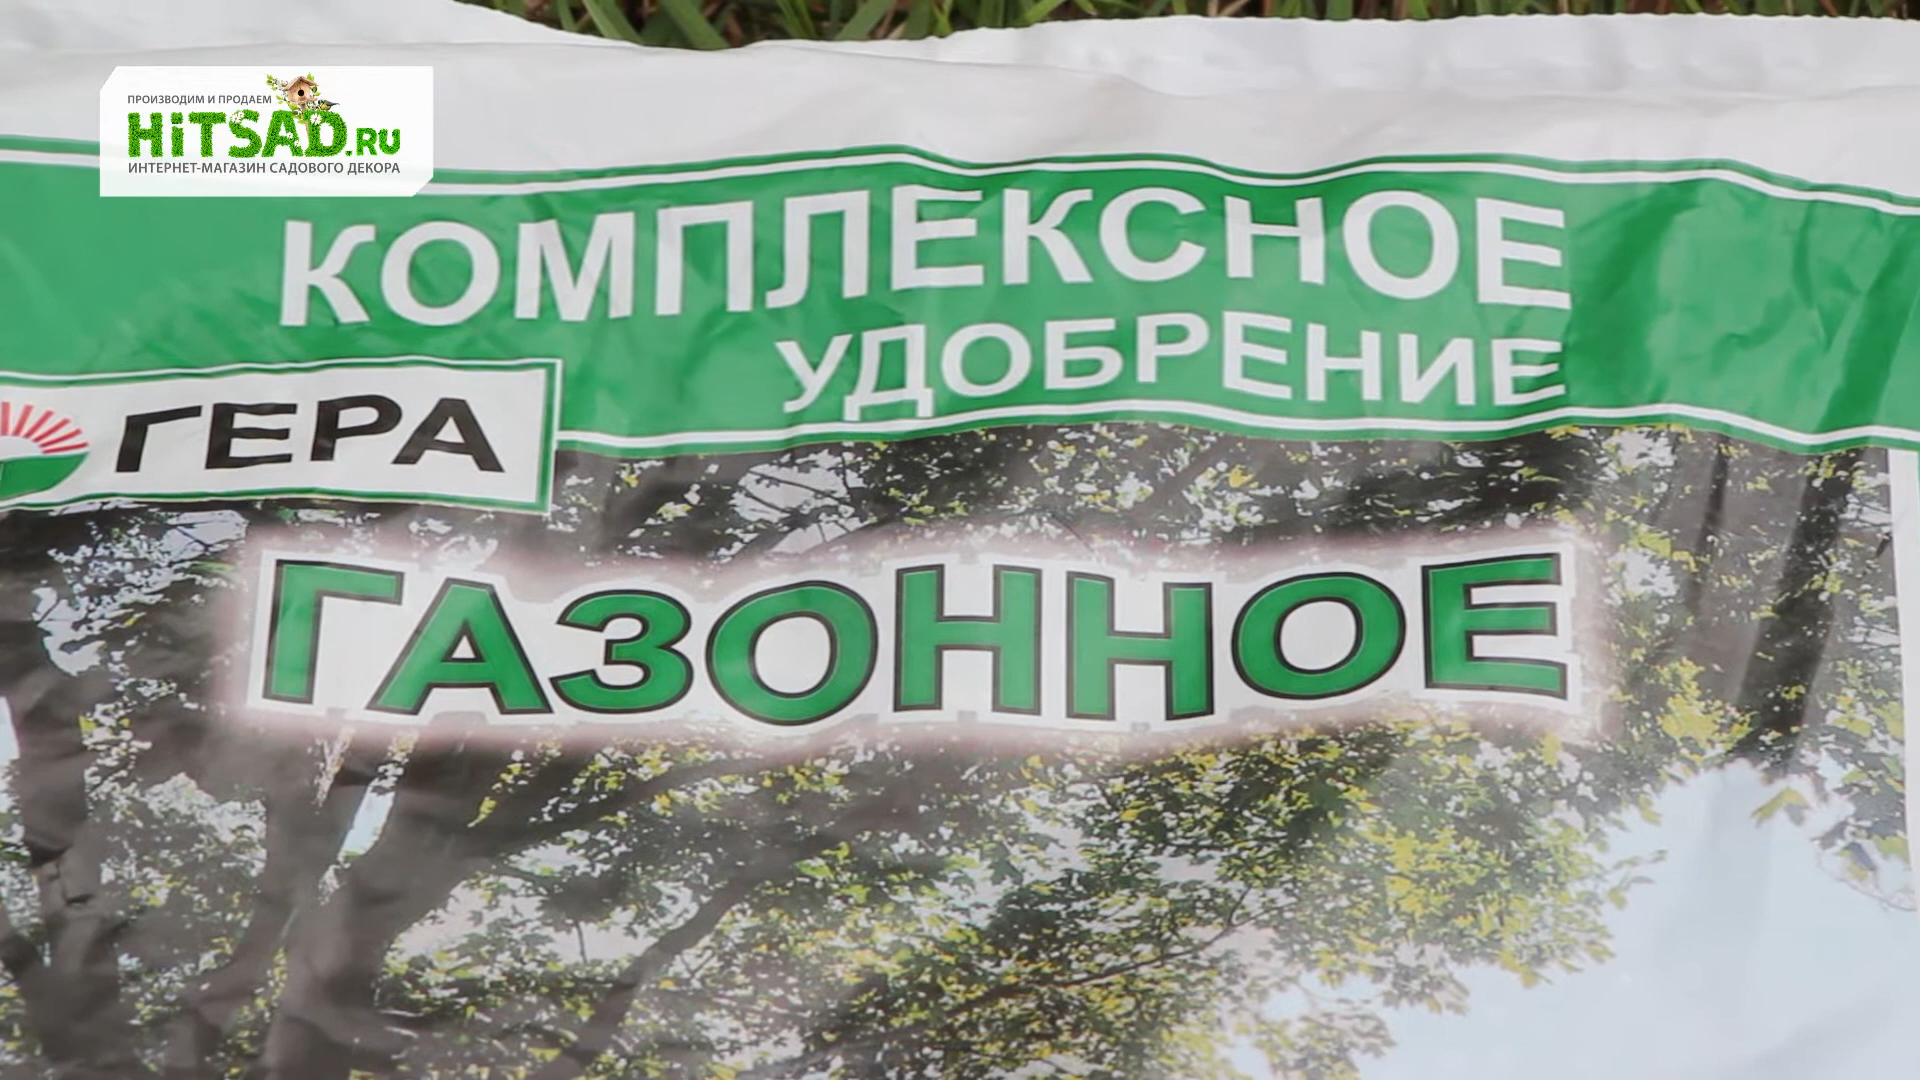 ПРОИЗВОДИМ И ПРОДАЕМ
HiTSAD.RU
ИНТЕРНЕТ-МАГАЗИН САДОВОГО ДЕКОРА
КОМПЛЕКСНОЕ
УДОБРЕНИЕ
ГЕРА
ГАЗОННОЕ